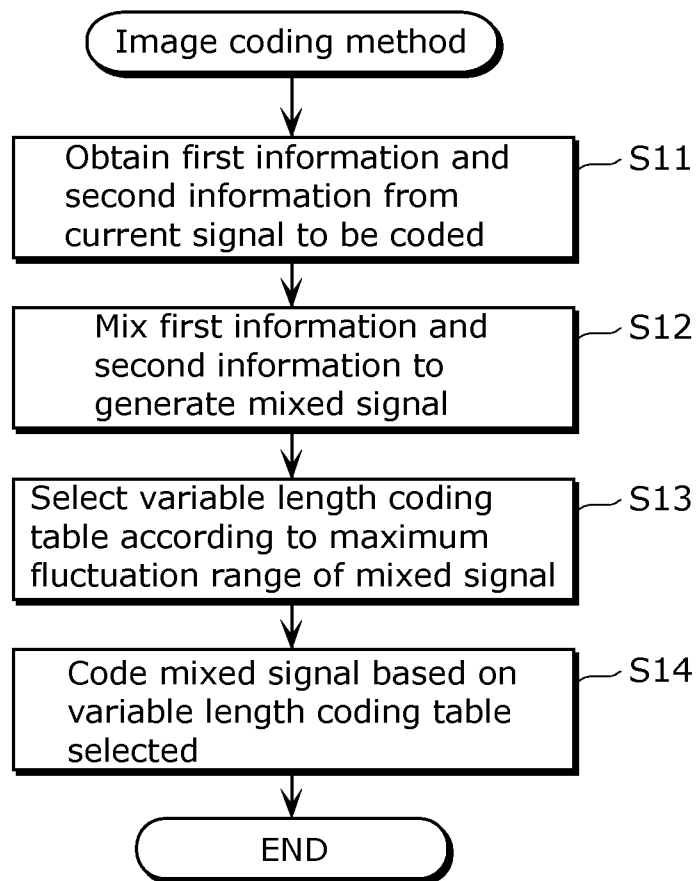 Image coding method
Obtain first information and
second information from
current signal to be coded
S11
Mix first information and
second information to
generate mixed signal
S12
Select variable length coding
table according to maximum
fluctuation range of mixed signal
S13
Code mixed signal based on
variable length coding table
selected
S14
END